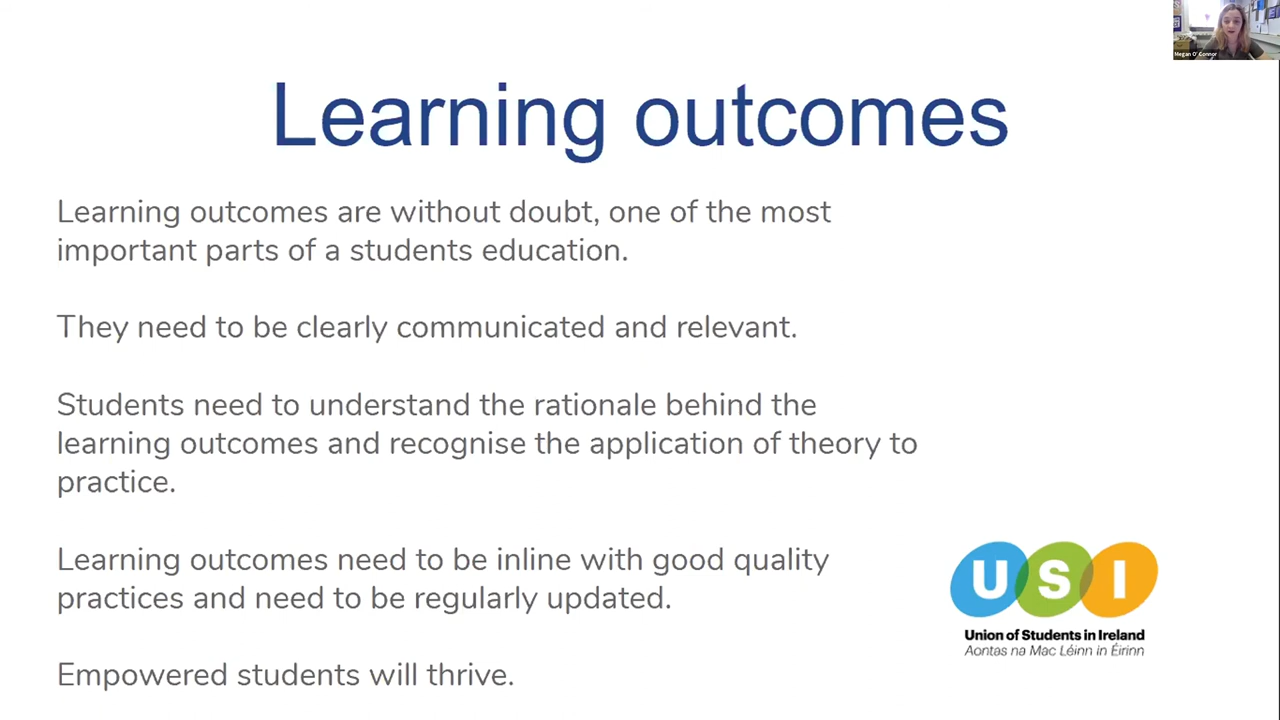 Megan O' Connor
Learning outcomes
Learning outcomes are without doubt, one of the most
important parts of a students education.
They need to be clearly communicated and relevant.
Students need to understand the rationale behind the
learning outcomes and recognise the application of theory to
practice.
Learning outcomes need to be inline with good quality
practices and need to be regularly updated.
Empowered students will thrive.
USI
Union of Students in Ireland
Aontas na Mac Léinn in Éirinn